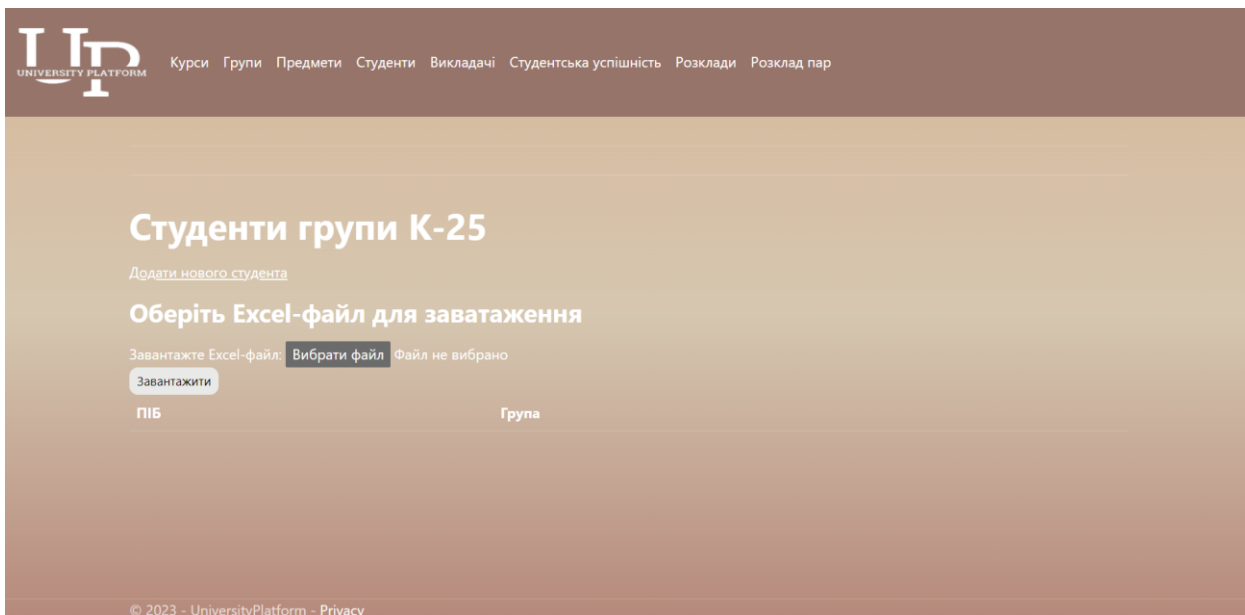 UP
UNIVERSITY PLATFORM
Курси Групи Предмети Студенти Викладачі Студентська успішність Розклади Розклад пар
Студенти групи К-25
Додати нового студента
Оберіть Excel-файл для заватаження
Завантажте Excel-файл: Вибрати файл Файл не вибрано
Завантажити
ПІБ Група
© 2023 - UniversityPlatform - Privacy